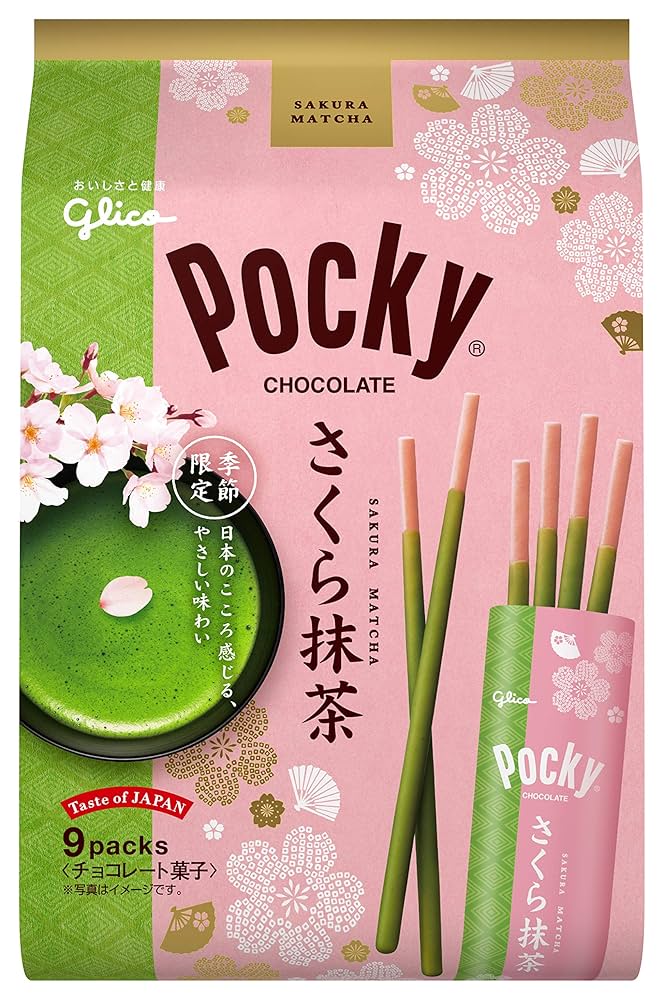 SAKURA
MATCHA
おいしさと健康
glico
Pocky®
CHOCOLATE
さくら抹茶
SAKURA MATCHA
季節
限定
日本のこころ感じる、
やさしい味わい
Taste of JAPAN
9packs
〈チョコレート菓子〉
※写真はイメージです。
glico
Pocky
CHOCOLATE
さくら抹茶
SAKURA MATCHA